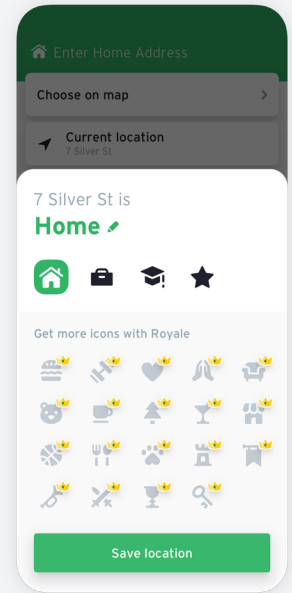 Enter Home Address
Choose on map
Current location
7 Silver St
7 Silver St is
Home
Get more icons with Royale
Save location